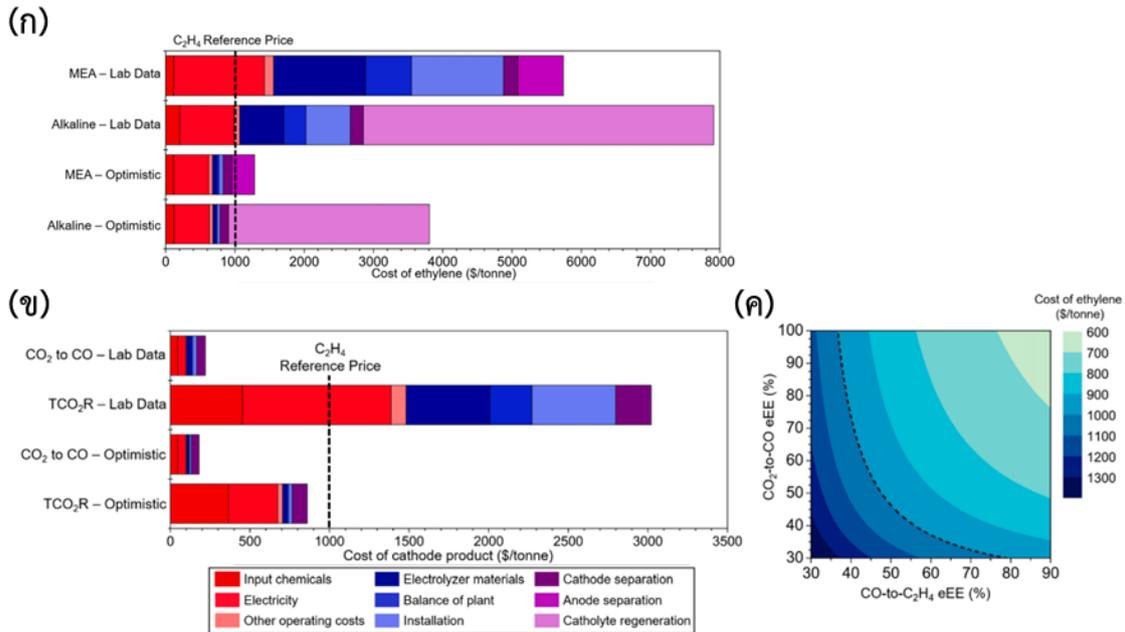 (ก)
C₂H₄ Reference Price
MEA – Lab Data
Alkaline – Lab Data
MEA – Optimistic
Alkaline – Optimistic
0 1000 2000 3000 4000 5000 6000 7000 8000
Cost of ethylene ($/tonne)
(ข)
C₂H₄
Reference Price
CO₂ to CO – Lab Data
TCO₂R – Lab Data
CO₂ to CO – Optimistic
TCO₂R – Optimistic
0 500 1000 1500 2000 2500 3000 3500
Cost of cathode product ($/tonne)
Input chemicals
Electricity
Other operating costs
Electrolyzer materials
Balance of plant
Installation
Cathode separation
Anode separation
Catholyte regeneration
(ค)
Cost of ethylene
($/tonne)
600
700
800
900
1000
1100
1200
1300
CO₂-to-CO eEE (%)
100
90
80
70
60
50
40
30
30 40 50 60 70 80 90
CO-to-C₂H₄ eEE (%)